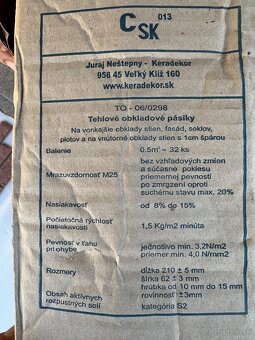 C SK 013
Juraj Neštepny - Keradekor
958 45 Veľký Klíž 160
www.keradekor.sk
TO - 06/0298
Tehlové obkladové pásiky
Na vonkajšie obklady stien, fasád, soklov,
plotov a na vnútorné obklady stien s 1cm špárou
Balenie 0.5m² – 32 ks
bez vzhľadových zmien
a súčasne poklesu
Mrazuvzdornosť M25 priemernej pevnosti
po zmrazení oproti
suchému stavu max. 20%
Nasiakavosť od 8% do 15%
Počiatočná rýchlosť
nasiakavosti 1,5 Kg/m2 minúta
Pevnosť v ťahu jednotlivo min. 3,2N/m2
pri ohybe priemer min. 4,0 N/m2
Rozmery dĺžka 210 ± 5 mm
šírka 62 ± 3 mm
hrúbka od 10 mm do 15 mm
Obsah aktívnych rovinnosť ±3mm
rozpustných solí kategória S2